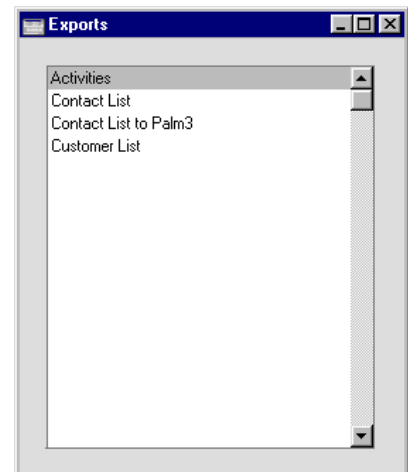 Exports
Activities
Contact List
Contact List to Palm3
Customer List